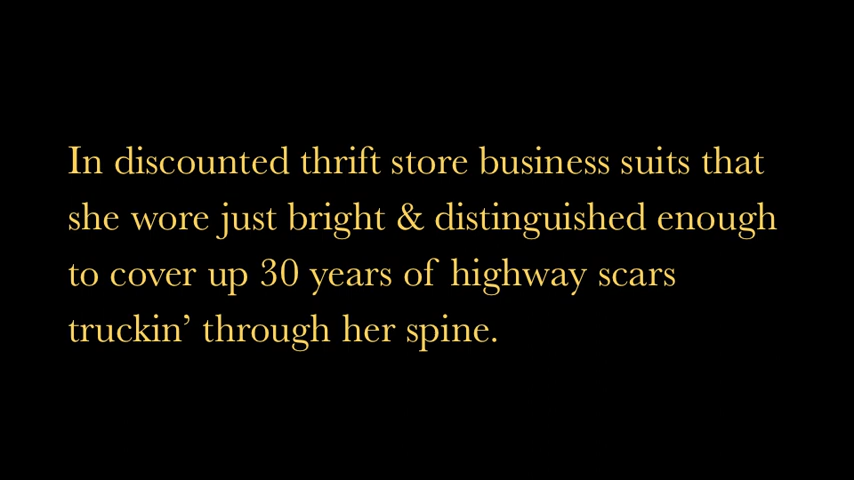 In discounted thrift store business suits that
she wore just bright & distinguished enough
to cover up 30 years of highway scars
truckin’ through her spine.